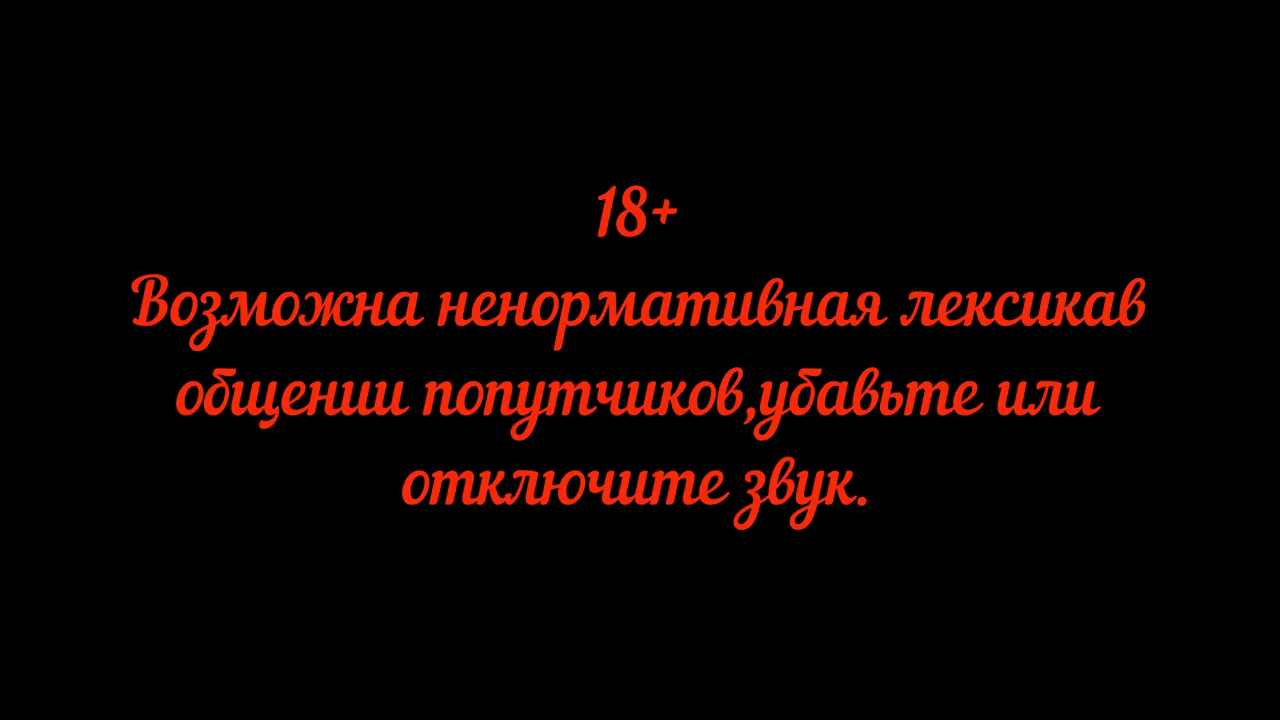 18+
Возможна ненормативная лексикав
общении попутчиков,убавьте или
отключите звук.